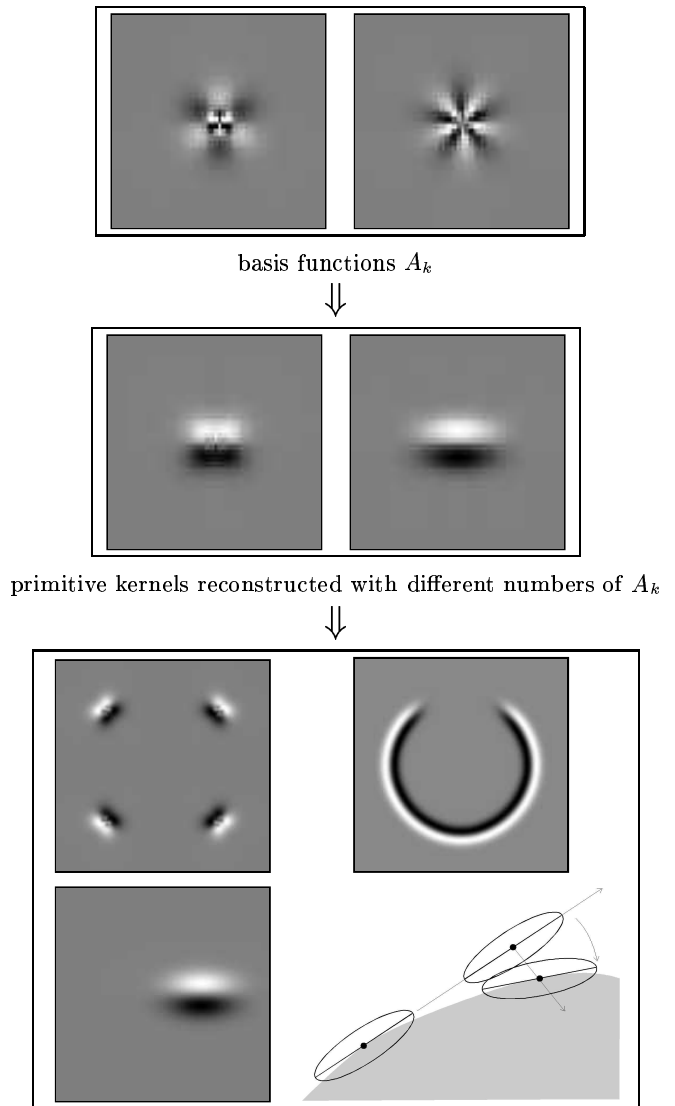 basis functions A_k
⇓
primitive kernels reconstructed with different numbers of A_k
⇓